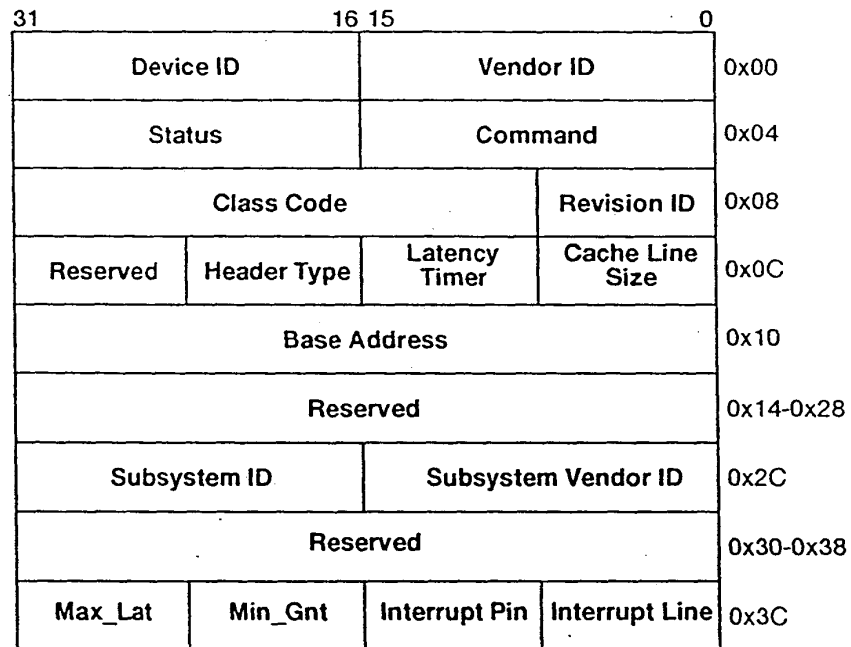 31 16 15 0
Device ID Vendor ID 0x00
Status Command 0x04
Class Code Revision ID 0x08
Reserved Header Type Latency Timer Cache Line Size 0x0C
Base Address 0x10
Reserved 0x14-0x28
Subsystem ID Subsystem Vendor ID 0x2C
Reserved 0x30-0x38
Max_Lat Min_Gnt Interrupt Pin Interrupt Line 0x3C